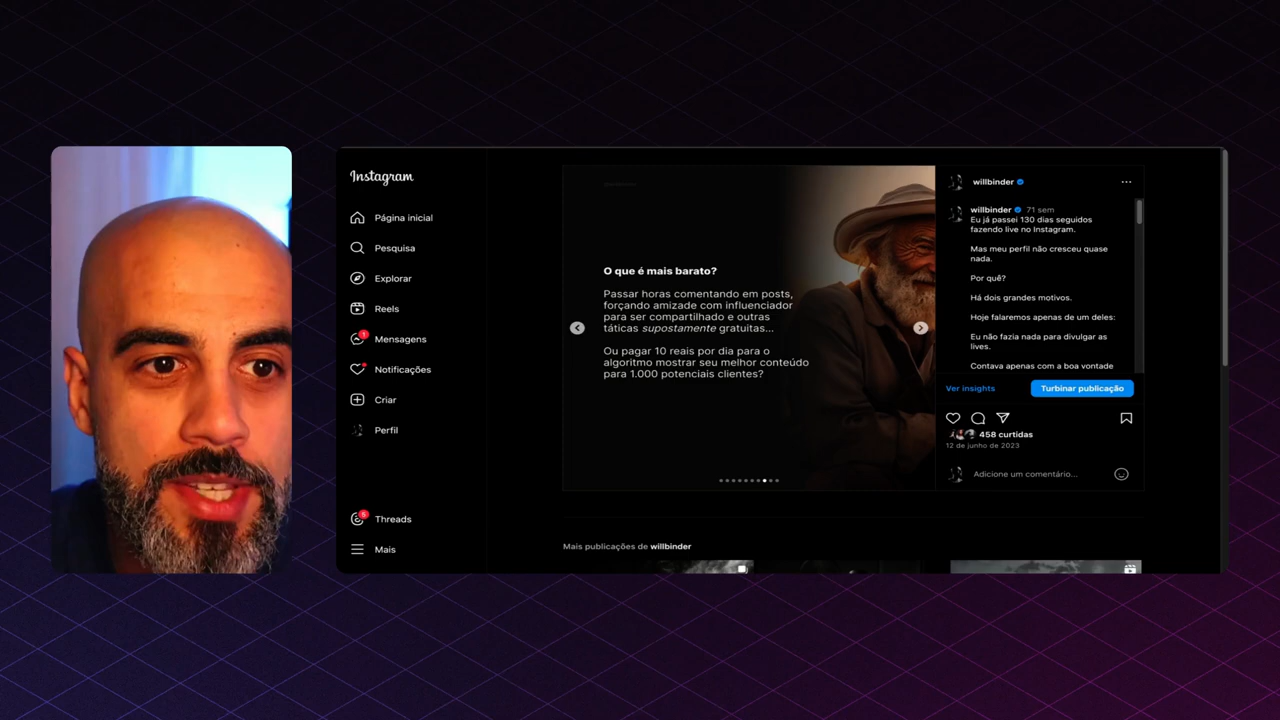 Instagram
Página inicial
Pesquisa
Explorar
Reels
1
Mensagens
Notificações
Criar
Perfil
5
Threads
Mais
O que é mais barato?
Passar horas comentando em posts,
forçando amizade com influenciador
para ser compartilhado e outras
táticas supostamente gratuitas...
Ou pagar 10 reais por dia para o
algoritmo mostrar seu melhor conteúdo
para 1.000 potenciais clientes?
willbinder
willbinder 71 sem
Eu já passei 130 dias seguidos
fazendo live no Instagram.
Mas meu perfil não cresceu quase
nada.
Por quê?
Há dois grandes motivos.
Hoje falaremos apenas de um deles:
Eu não fazia nada para divulgar as
lives.
Contava apenas com a boa vontade
Ver insights
Turbinar publicação
458 curtidas
12 de junho de 2023
Adicione um comentário...
Mais publicações de willbinder